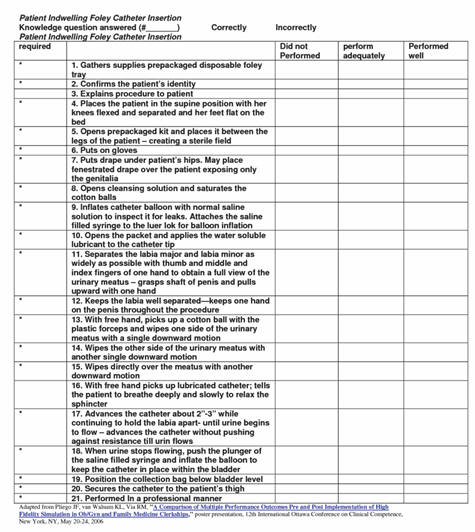 Patient Indwelling Foley Catheter Insertion
Knowledge question answered (#_______) Correctly Incorrectly
Patient Indwelling Foley Catheter Insertion
required Did not Performed perform adequately Performed well
* 1. Gathers supplies prepackaged disposable foley
tray
* 2. Confirms the patient's identity
* 3. Explains procedure to patient
* 4. Places the patient in the supine position with her
knees flexed and separated and her feet flat on the
bed
* 5. Opens prepackaged kit and places it between the
legs of the patient – creating a sterile field
* 6. Puts on gloves
* 7. Puts drape under patient's hips. May place
fenestrated drape over the patient exposing only
the genitalia
* 8. Opens cleansing solution and saturates the
cotton balls
* 9. Inflates catheter balloon with normal saline
solution to inspect it for leaks. Attaches the saline
filled syringe to the luer lok for balloon inflation
* 10. Opens the packet and applies the water soluble
lubricant to the catheter tip
* 11. Separates the labia major and labia minor as
widely as possible with thumb and middle and
index fingers of one hand to obtain a full view of the
urinary meatus – grasps shaft of penis and pulls
upward with one hand
* 12. Keeps the labia well separated—keeps one hand
on the penis throughout the procedure
* 13. With free hand, picks up a cotton ball with the
plastic forceps and wipes one side of the urinary
meatus with a single downward motion
* 14. Wipes the other side of the urinary meatus with
another single downward motion
* 15. Wipes directly over the meatus with another
downward motion
16. With free hand picks up lubricated catheter; tells
the patient to breathe deeply and slowly to relax the
sphincter
* 17. Advances the catheter about 2"-3" while
continuing to hold the labia apart- until urine begins
to flow – advances the catheter without pushing
against resistance till urin flows
* 18. When urine stops flowing, push the plunger of
the saline filled syringe and inflate the balloon to
keep the catheter in place within the bladder
* 19. Position the collection bag below bladder level
* 20. Secures the catheter to the patient's thigh
* 21. Performed In a professional manner
Adapted from Pliego JF, van Walsum KL, Via RM, "A Comparison of Multiple Performance Outcomes Pre and Post Implementation of High
Fidelity Simulation in Ob/Gyn and Family Medicine Clerkships," poster presentation, 12th International Ottawa Conference on Clinical Competence,
New York, NY, May 20-24, 2006